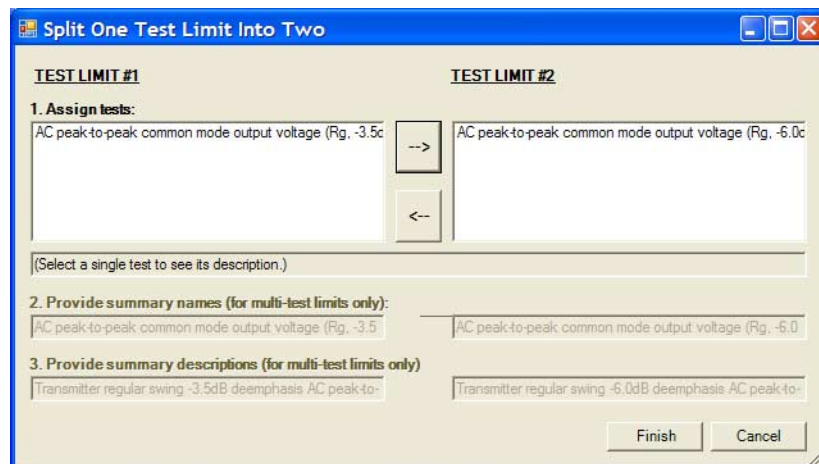 Split One Test Limit Into Two
TEST LIMIT #1 TEST LIMIT #2
1. Assign tests:
AC peak-to-peak common mode output voltage (Rg, -3.5c
-->
AC peak-to-peak common mode output voltage (Rg, -6.0c
<--
(Select a single test to see its description.)
2. Provide summary names (for multi-test limits only):
AC peak-to-peak common mode output voltage (Rg, -3.5 AC peak-to-peak common mode output voltage (Rg, -6.0
3. Provide summary descriptions (for multi-test limits only)
Transmitter regular swing -3.5dB deemphasis AC peak-to- Transmitter regular swing -6.0dB deemphasis AC peak-to-
Finish Cancel